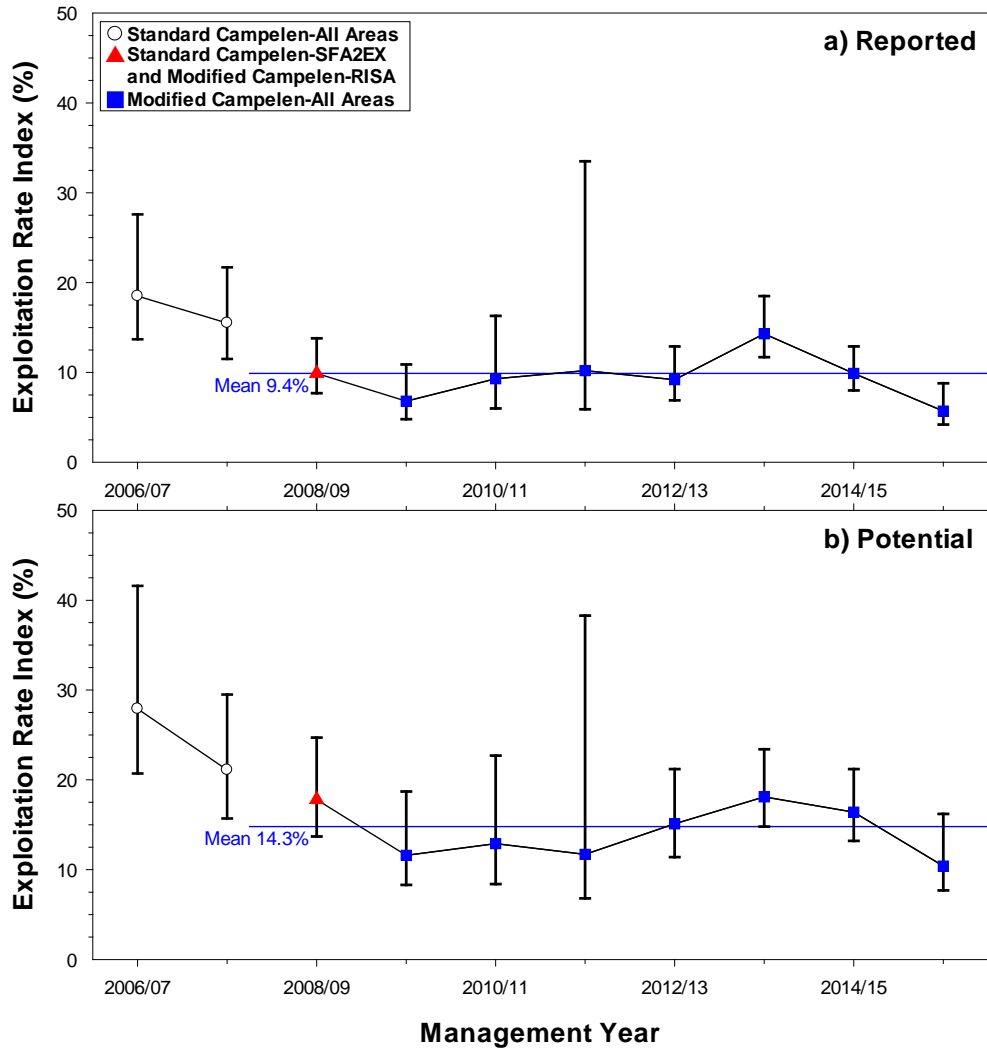 Standard Campelen-All Areas
Standard Campelen-SFA2EX
and Modified Campelen-RISA
Modified Campelen-All Areas
a) Reported
Exploitation Rate Index (%)
50
40
30
20
10
0
Mean 9.4%
2006/07 2008/09 2010/11 2012/13 2014/15
b) Potential
Exploitation Rate Index (%)
50
40
30
20
10
0
Mean 14.3%
2006/07 2008/09 2010/11 2012/13 2014/15
Management Year